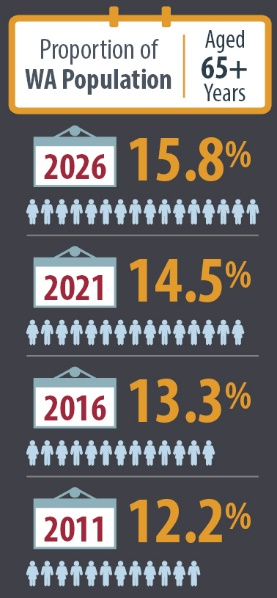 Proportion of
WA Population
Aged
65+
Years
2026 15.8%
2021 14.5%
2016 13.3%
2011 12.2%